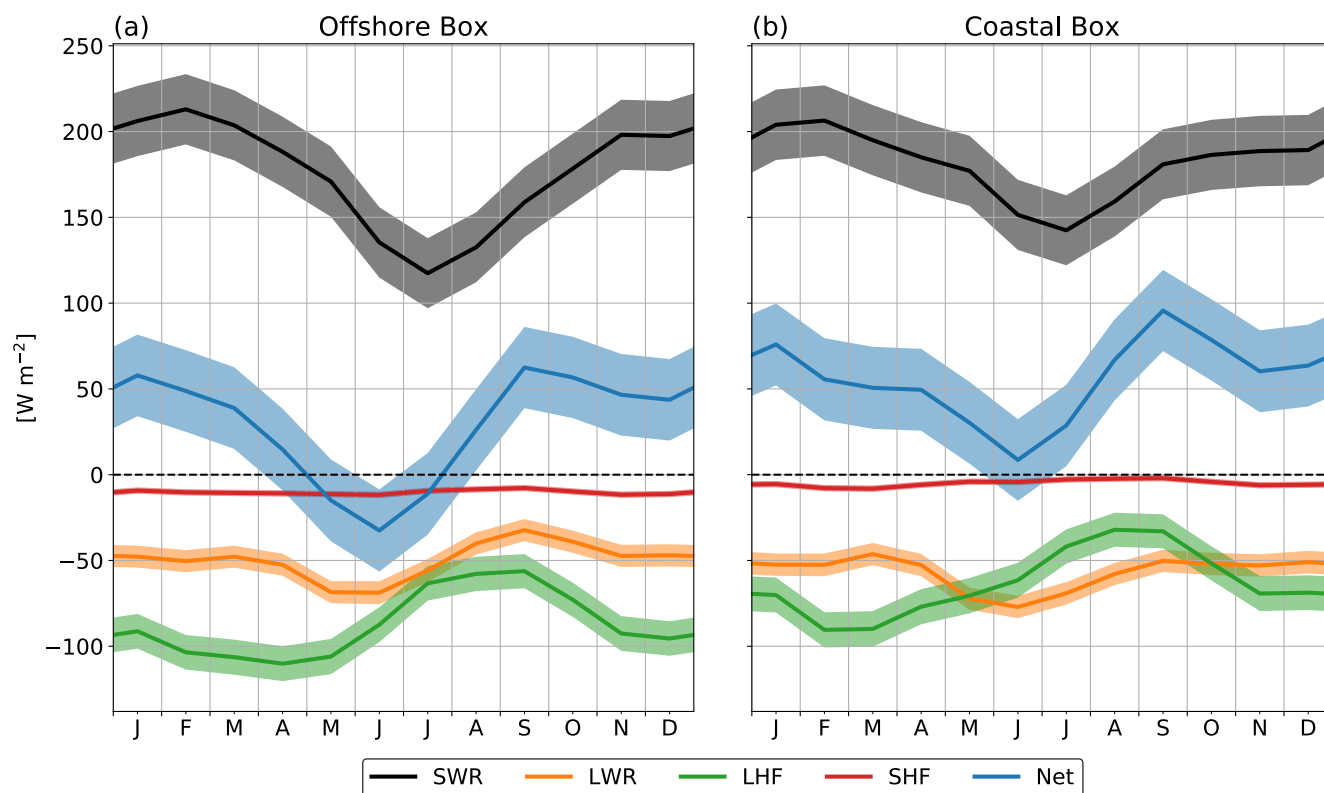 (a) Offshore Box
(b) Coastal Box
[W m−2]
250
200
150
100
50
0
−50
−100
J F M A M J J A S O N D
J F M A M J J A S O N D
SWR LWR LHF SHF Net